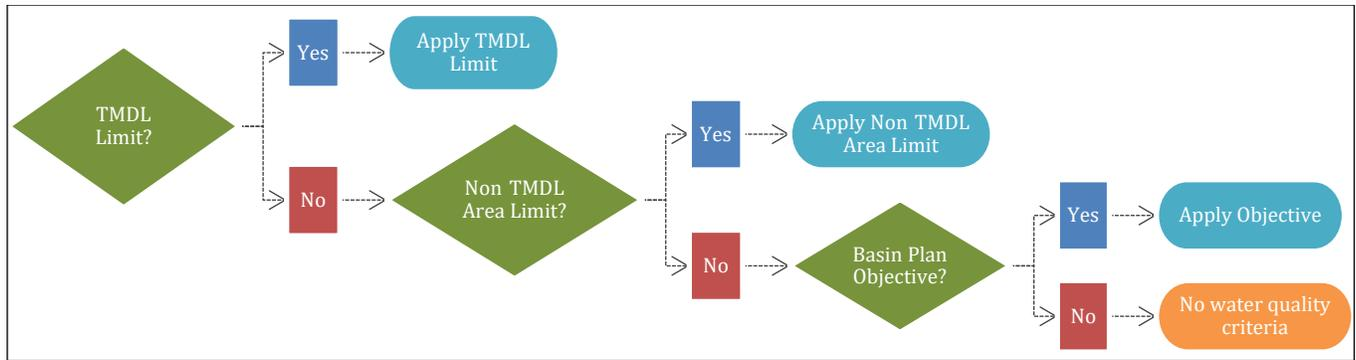 TMDL
Limit?
Yes
Apply TMDL
Limit
No
Non TMDL
Area Limit?
Yes
Apply Non TMDL
Area Limit
No
Basin Plan
Objective?
Yes
Apply Objective
No
No water quality
criteria